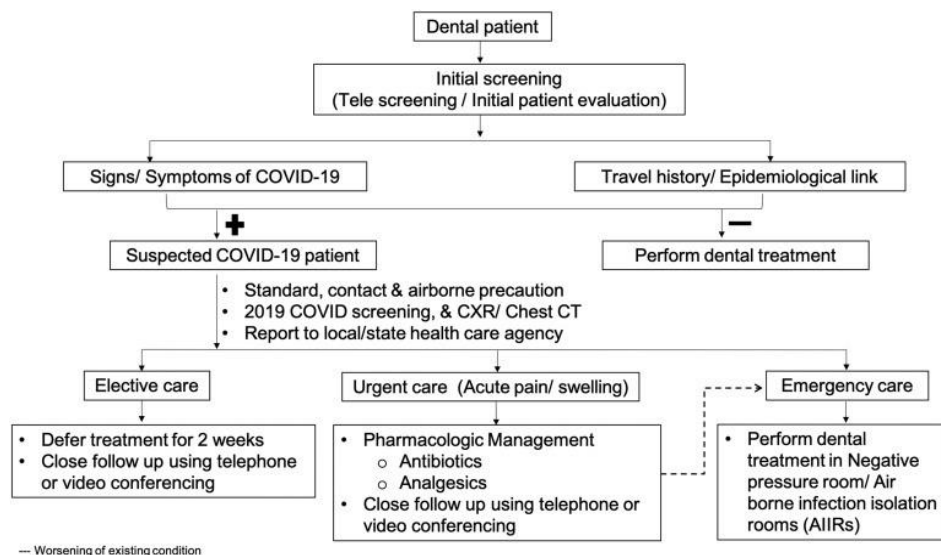 Dental patient
Initial screening
(Tele screening / Initial patient evaluation)
Signs/ Symptoms of COVID-19
Travel history/ Epidemiological link
+
−
Suspected COVID-19 patient
Perform dental treatment
• Standard, contact & airborne precaution
• 2019 COVID screening, & CXR/ Chest CT
• Report to local/state health care agency
Elective care
Urgent care (Acute pain/ swelling)
Emergency care
• Defer treatment for 2 weeks
• Close follow up using telephone
or video conferencing
• Pharmacologic Management
o Antibiotics
o Analgesics
• Close follow up using telephone or
video conferencing
• Perform dental
treatment in Negative
pressure room/ Air
borne infection isolation
rooms (AIIRs)
--- Worsening of existing condition